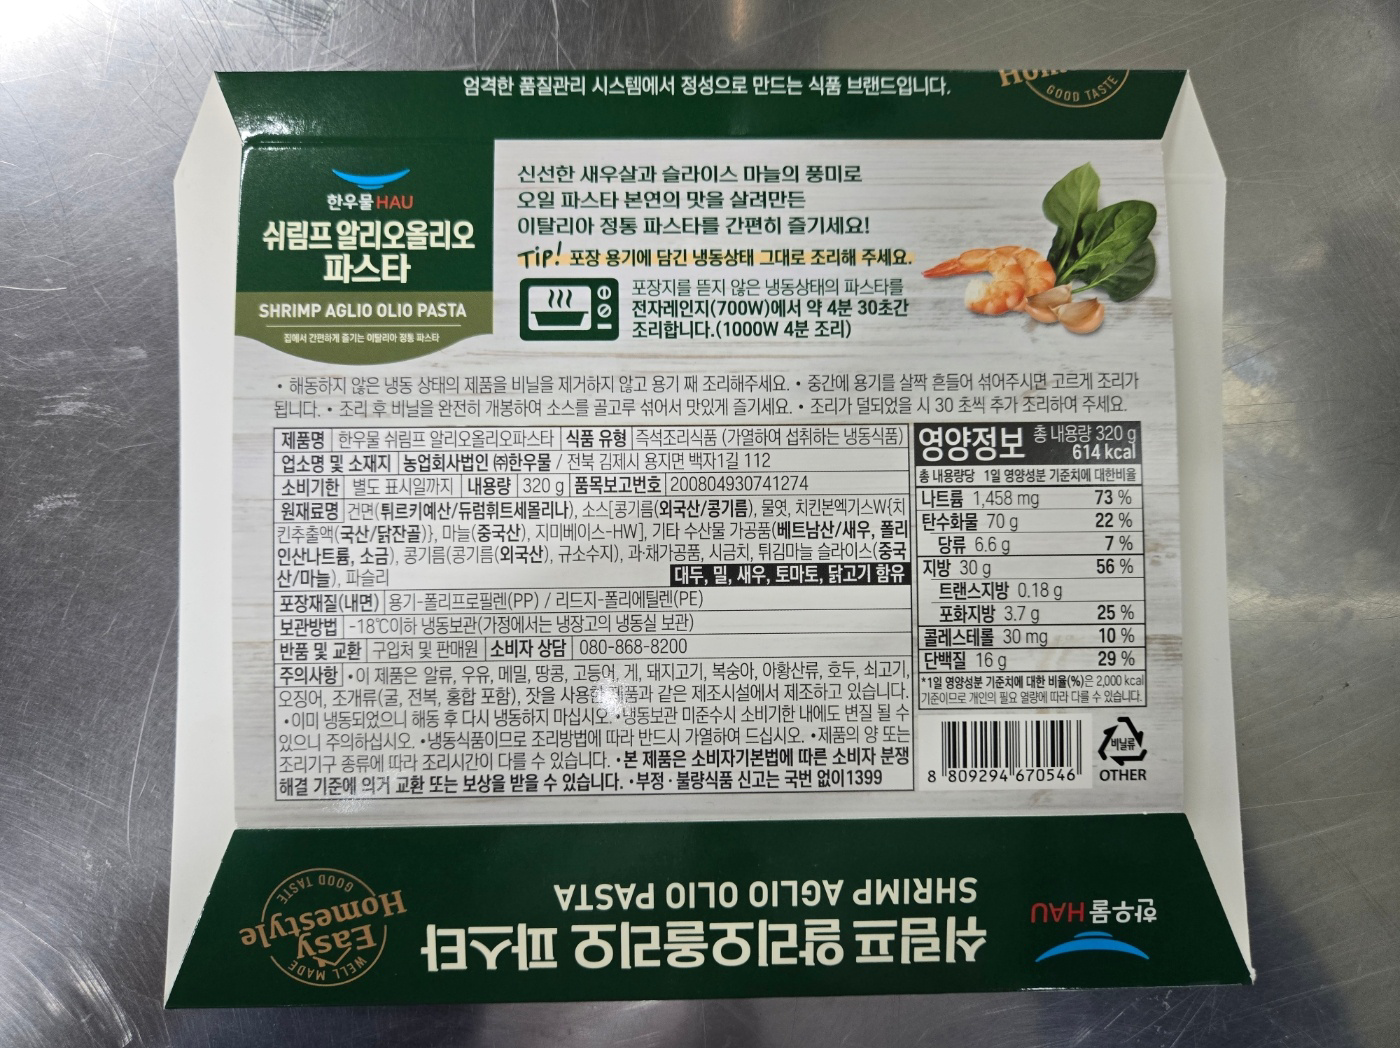 엄격한 품질관리 시스템에서 정성으로 만드는 식품 브랜드입니다.
GOOD TASTE
한우물HAU
쉬림프 알리오올리오
파스타
SHRIMP AGLIO OLIO PASTA
집에서 간편하게 즐기는 이탈리아 정통 파스타
신선한 새우살과 슬라이스 마늘의 풍미로
오일 파스타 본연의 맛을 살려만든
이탈리아 정통 파스타를 간편히 즐기세요!
Tip! 포장 용기에 담긴 냉동상태 그대로 조리해 주세요.
포장지를 뜯지 않은 냉동상태의 파스타를
전자레인지(700W)에서 약 4분 30초간
조리합니다.(1000W 4분 조리)
• 해동하지 않은 냉동 상태의 제품을 비닐을 제거하지 않고 용기 째 조리해주세요. • 중간에 용기를 살짝 흔들어 섞어주시면 고르게 조리가
됩니다. • 조리 후 비닐을 완전히 개봉하여 소스를 골고루 섞어서 맛있게 즐기세요. • 조리가 덜되었을 시 30 초씩 추가 조리하여 주세요.
제품명 한우물 쉬림프 알리오올리오파스타 식품 유형 즉석조리식품 (가열하여 섭취하는 냉동식품)
업소명 및 소재지 농업회사법인 ㈜한우물 / 전북 김제시 용지면 백자1길 112
소비기한 별도 표시일까지 내용량 320 g 품목보고번호 200804930741274
원재료명 건면(튀르키예산/듀럼휘트세몰리나), 소스[콩기름(외국산/콩기름), 물엿, 치킨본엑기스W{치
킨추출액(국산/닭잔골)}, 마늘(중국산), 지미베이스-HW], 기타 수산물 가공품(베트남산/새우, 폴리
인산나트륨, 소금), 콩기름(콩기름(외국산), 규소수지), 과·채가공품, 시금치, 튀김마늘 슬라이스(중국
산/마늘), 파슬리
대두, 밀, 새우, 토마토, 닭고기 함유
포장재질(내면) 용기-폴리프로필렌(PP) / 리드지-폴리에틸렌(PE)
보관방법 -18℃이하 냉동보관(가정에서는 냉장고의 냉동실 보관)
반품 및 교환 구입처 및 판매원 소비자 상담 080-868-8200
주의사항 •이 제품은 알류, 우유, 메밀, 땅콩, 고등어, 게, 돼지고기, 복숭아, 아황산류, 호두, 쇠고기,
오징어, 조개류(굴, 전복, 홍합 포함), 잣을 사용한 제품과 같은 제조시설에서 제조하고 있습니다.
•이미 냉동되었으니 해동 후 다시 냉동하지 마십시오. •냉동보관 미준수시 소비기한 내에도 변질 될 수
있으니 주의하십시오. •냉동식품이므로 조리방법에 따라 반드시 가열하여 드십시오. •제품의 양 또는
조리기구 종류에 따라 조리시간이 다를 수 있습니다. •본 제품은 소비자기본법에 따른 소비자 분쟁
해결 기준에 의거 교환 또는 보상을 받을 수 있습니다. •부정·불량식품 신고는 국번 없이1399
영양정보 총 내용량 320 g
614 kcal
총 내용량당 1일 영양성분 기준치에 대한비율
나트륨 1,458 mg 73 %
탄수화물 70 g 22 %
당류 6.6 g 7 %
지방 30 g 56 %
트랜스지방 0.18 g
포화지방 3.7 g 25 %
콜레스테롤 30 mg 10 %
단백질 16 g 29 %
*1일 영양성분 기준치에 대한 비율(%)은 2,000 kcal
기준이므로 개인의 필요 열량에 따라 다를 수 있습니다.
8 809294 670546
비닐류
OTHER
한우물HAU
쉬림프 알리오올리오 파스타
SHRIMP AGLIO OLIO PASTA
WELL MADE
Easy
Homestyle
GOOD TASTE